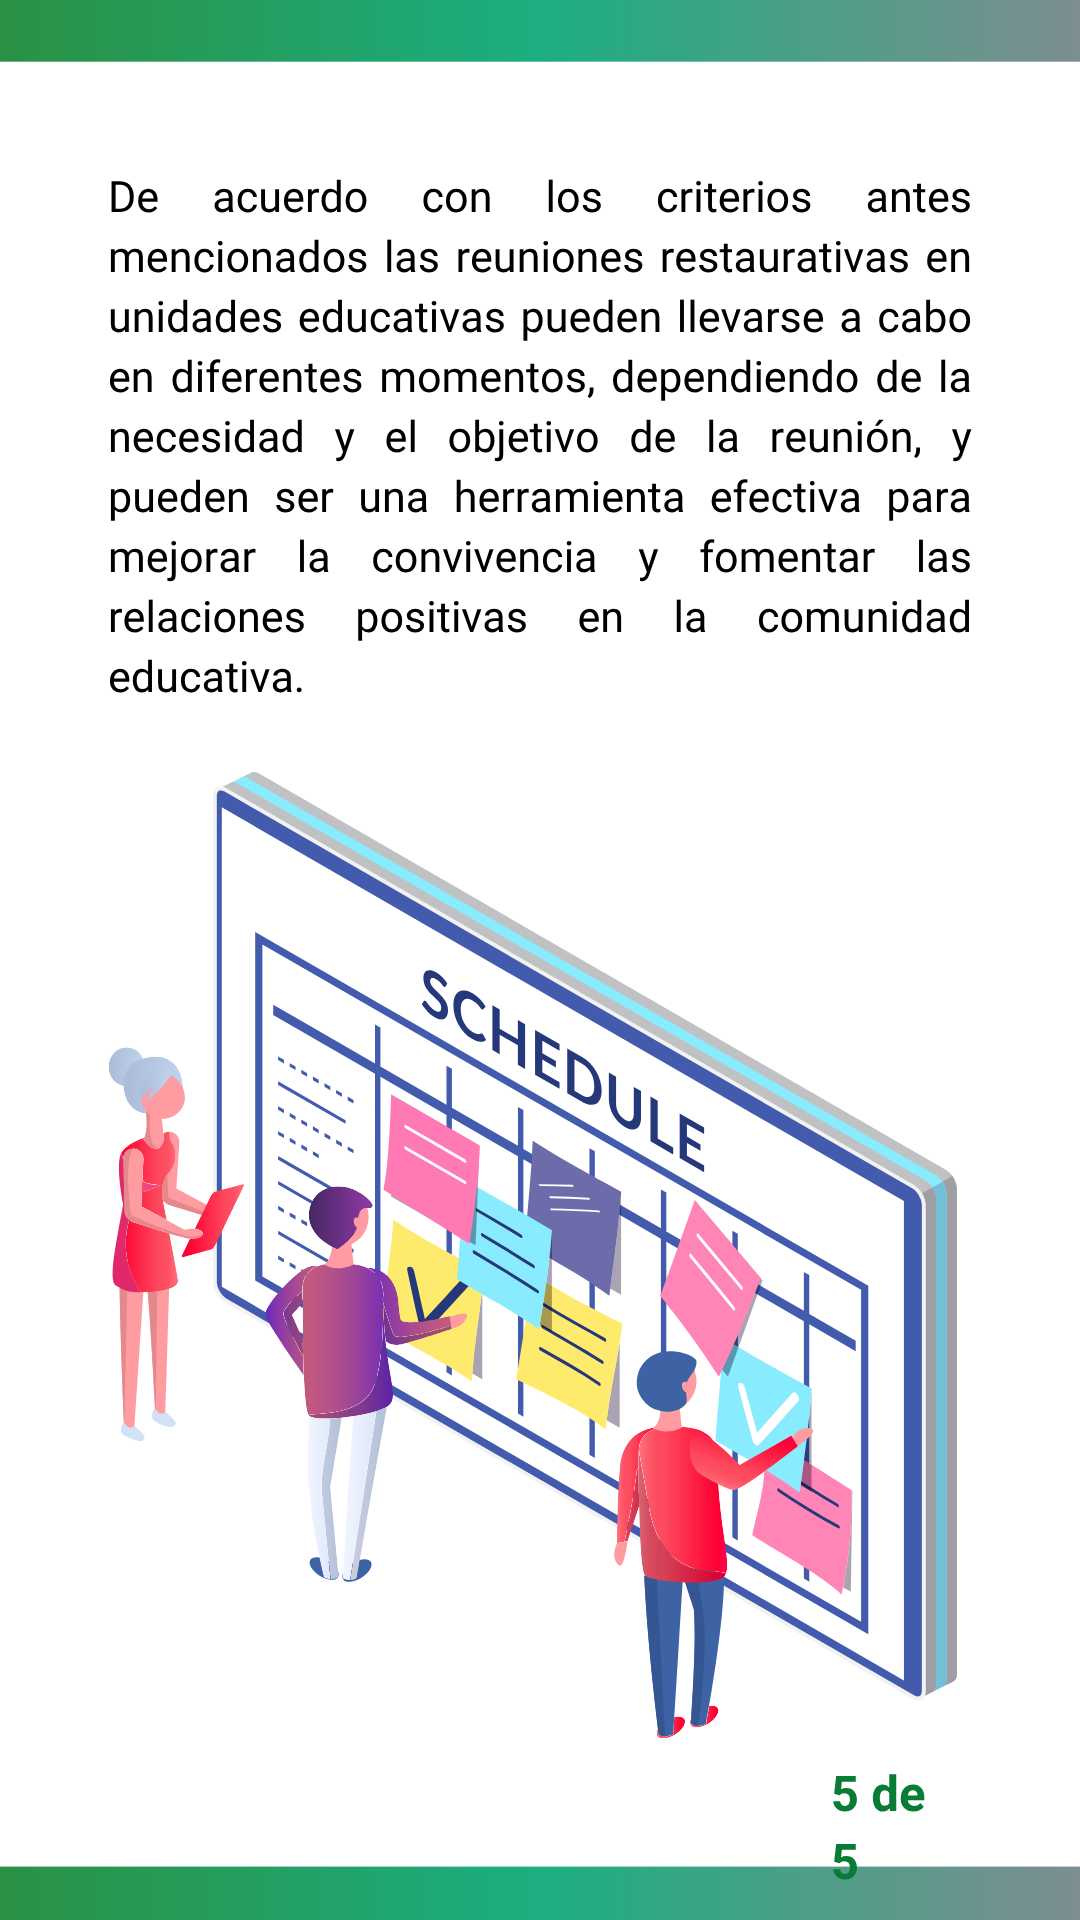 De acuerdo con los criterios antes
mencionados las reuniones restaurativas en
unidades educativas pueden llevarse a cabo
en diferentes momentos, dependiendo de la
necesidad y el objetivo de la reunión, y
pueden ser una herramienta efectiva para
mejorar la convivencia y fomentar las
relaciones positivas en la comunidad
educativa.
SCHEDULE
5 de
5